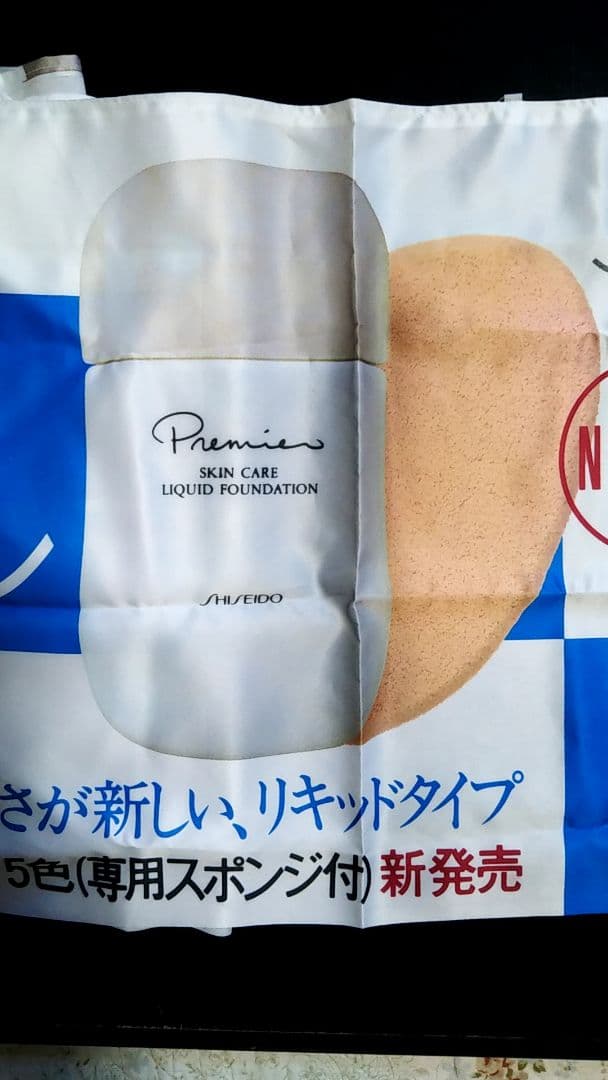 Premier
SKIN CARE
LIQUID FOUNDATION
SHISEIDO
N
さが新しい、リキッドタイプ
5色(専用スポンジ付)新発売